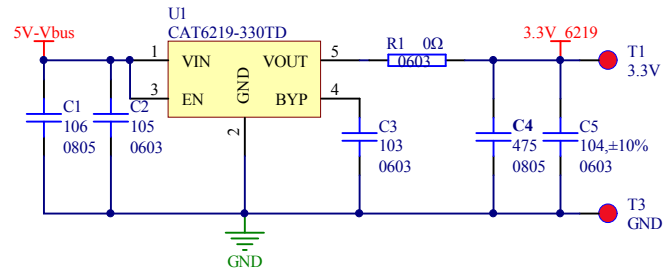 U1
CAT6219-330TD
5V-Vbus
1
VIN
3
EN
GND
2
VOUT
5
BYP
4
R1 0Ω
0603
3.3V_6219
T1
3.3V
C1
106
0805
C2
105
0603
C3
103
0603
C4
475
0805
C5
104,±10%
0603
T3
GND
GND